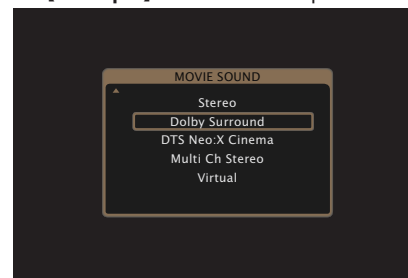 MOVIE SOUND
Stereo
Dolby Surround
DTS Neo:X Cinema
Multi Ch Stereo
Virtual